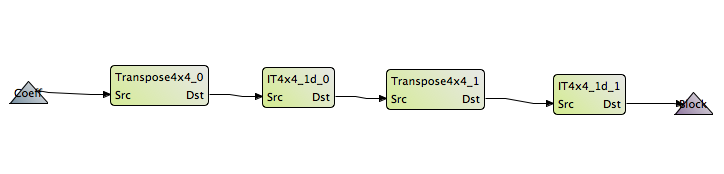 Coeff
Transpose4x4_0
Src Dst
IT4x4_1d_0
Src Dst
Transpose4x4_1
Src Dst
IT4x4_1d_1
Src Dst
Block